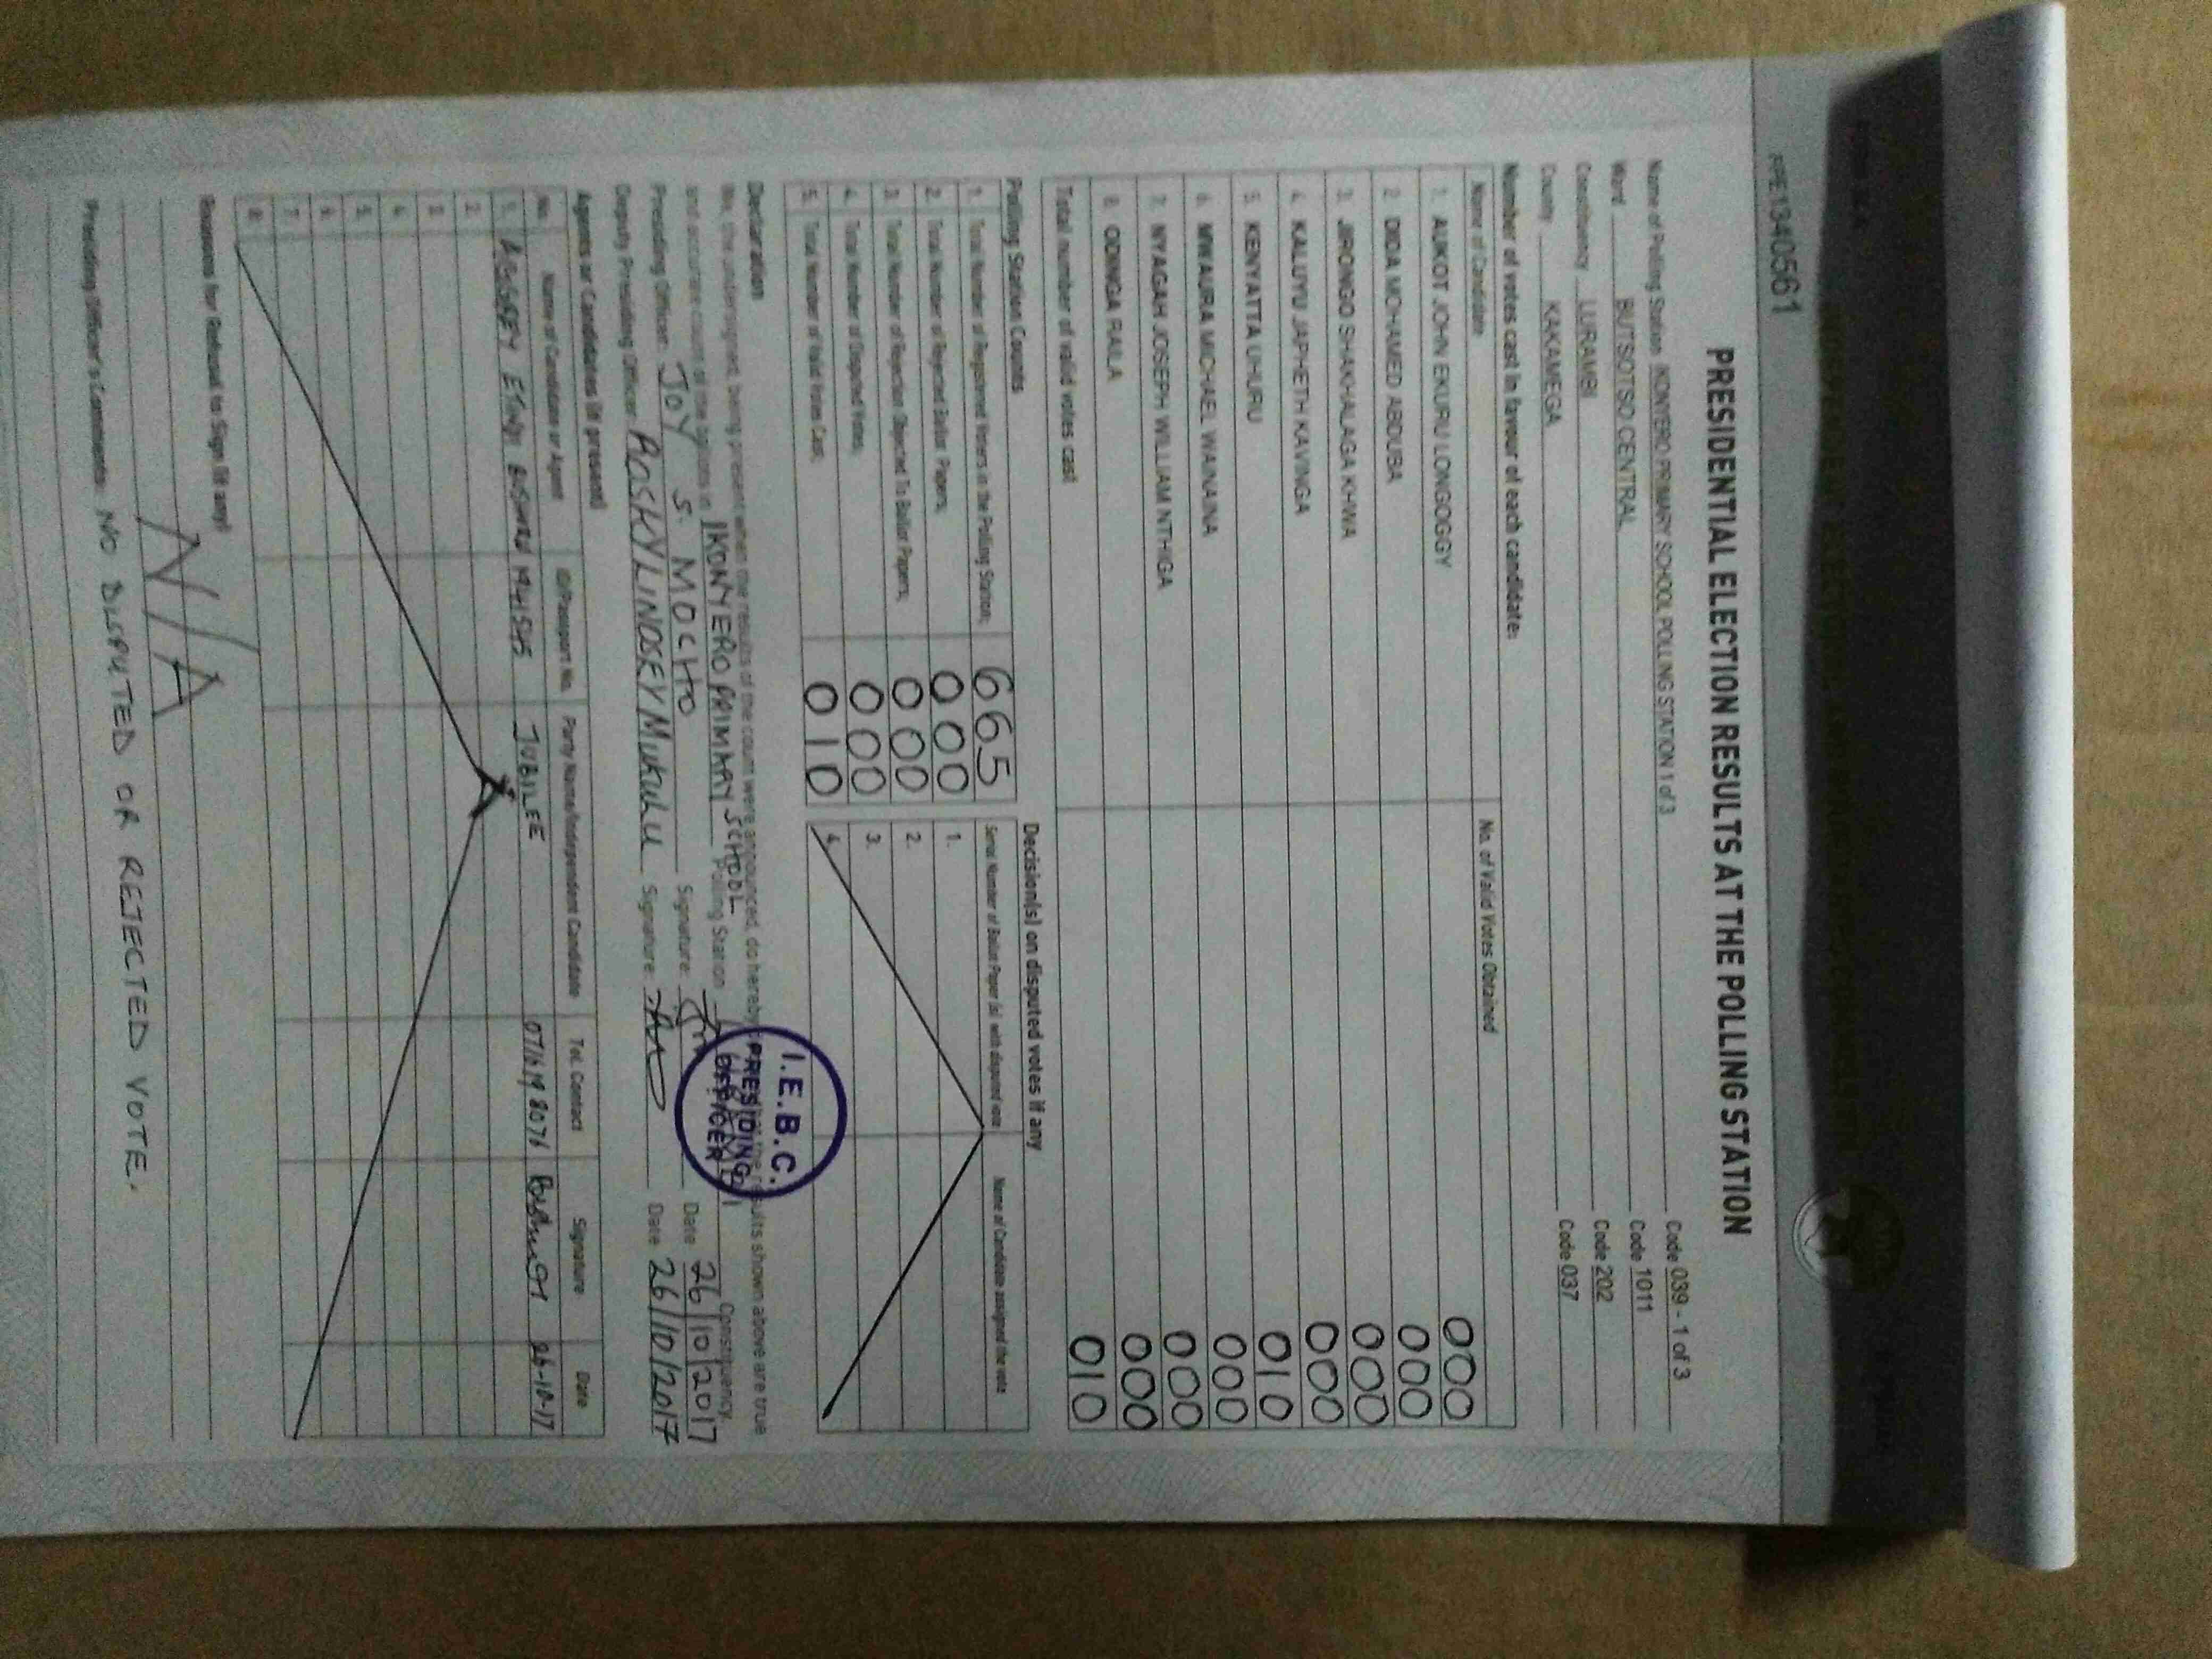 PPE1340561
PRESIDENTIAL ELECTION RESULTS AT THE POLLING STATION
Name of Polling Station IKONYERO PRIMARY SCHOOL POLLING STATION 1 of 3 Code 039 - 1 of 3
Ward BUTSOTSO CENTRAL Code 1011
Constituency LURAMBI Code 202
County KAKAMEGA Code 037
Number of votes cast in favour of each candidate:
Name of Candidate No. of Valid Votes Obtained
1. AUKOT JOHN EKURU LONGOGGY 000
2. DIDA MOHAMED ABDUBA 000
3. JIRONGO SHAKHALAGA KHWA 000
4. KALUYU JAPHETH KAVINGA 000
5. KENYATTA UHURU 010
6. MWAURA MICHAEL WAINAINA 000
7. NYAGAH JOSEPH WILLIAM NTHIGA 000
8. ODINGA RAILA 000
Total number of valid votes cast 010
Polling Station Counts
1. Total Number of Registered Voters in the Polling Station; 665
2. Total Number of Rejected Ballot Papers; 000
3. Total Number of Rejection Objected To Ballot Papers; 000
4. Total Number of Disputed Votes; 000
5. Total Number of Valid Votes Cast; 010
Decision(s) on disputed votes if any
Serial Number of Ballot Paper (s) with disputed vote Name of Candidate assigned the vote
1.
2.
3.
4.
Declaration
We, the undersigned, being present when the results of the count were announced, do hereby the results shown above are true
and accurate count of the ballots in IKONYERO PRIMARY SCHOOL Polling Station Constituency.
Presiding Officer: JOY S. MOCHO Signature: Date 26/10/2017
Deputy Presiding Officer: ROSKYLINDSEY Mukuhu Signature: Date 26/10/2017
I.E.B.C.
PRESIDING
OFFICER
Agents or Candidates (if present)
No. Name of Candidate or Agent ID/Passport No. Party Name/Independent Candidate Tel. Contact Signature Date
1. JUBILEE 26-10-17
2.
3.
4.
5.
6.
7.
8.
Reasons for Refusal to Sign (if any)
N/A
Presiding Officer's Comments: NO DISPUTED OR REJECTED VOTE.